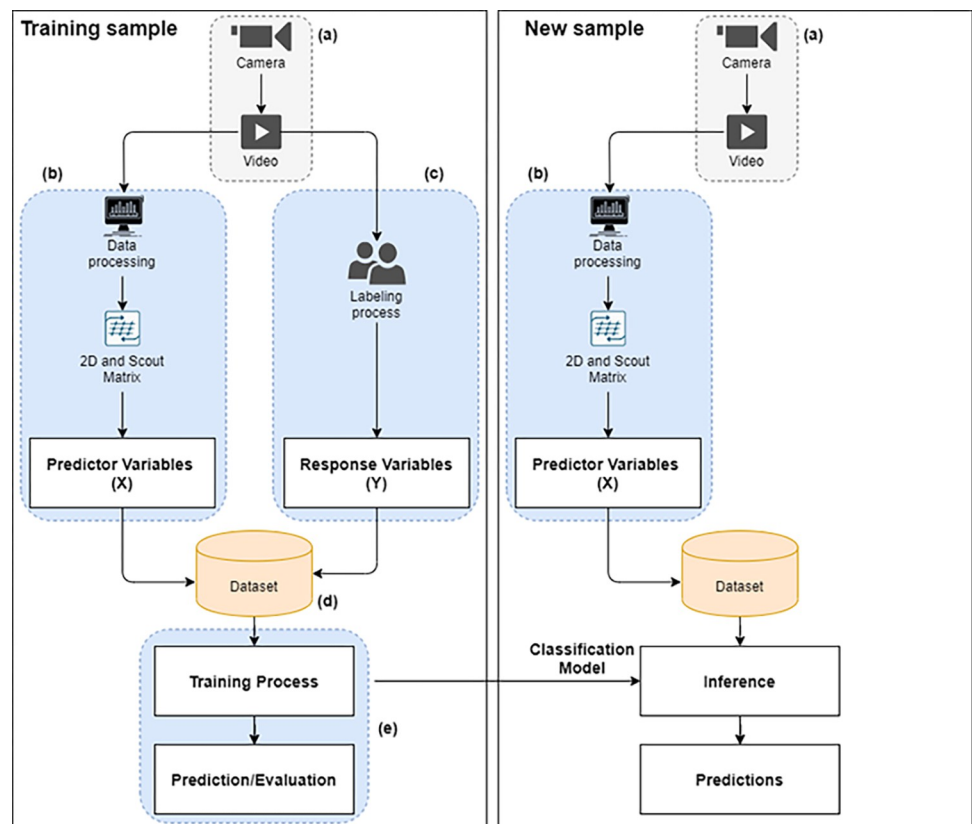 Training sample
(a)
Camera
Video
(b)
(c)
Data
processing
Labeling
process
2D and Scout
Matrix
Predictor Variables
(X)
Response Variables
(Y)
Dataset
(d)
Training Process
(e)
Prediction/Evaluation
Classification
Model
New sample
(a)
Camera
Video
(b)
Data
processing
2D and Scout
Matrix
Predictor Variables
(X)
Dataset
Inference
Predictions